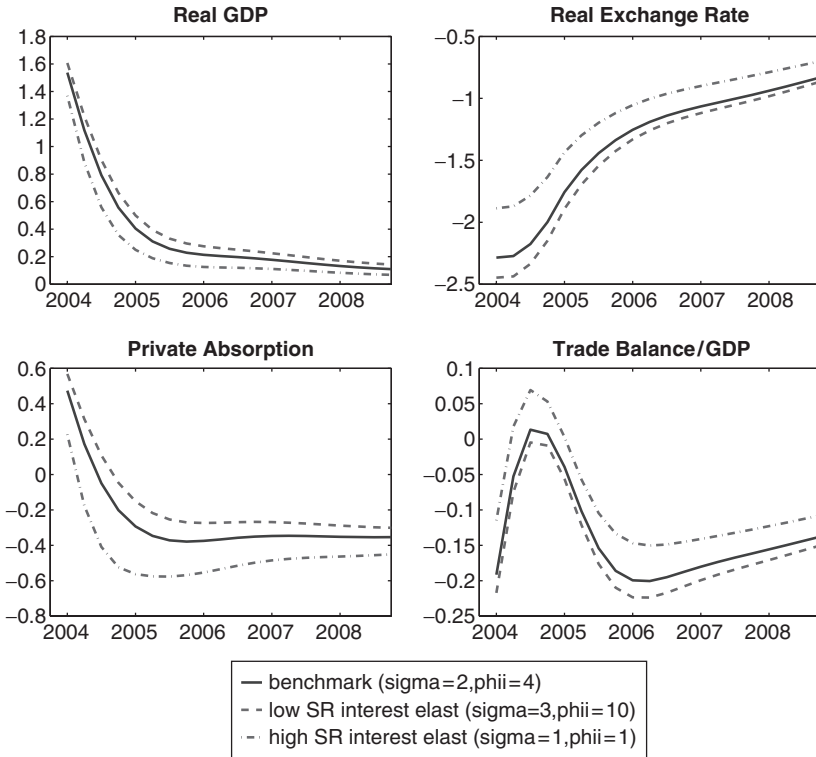 Real GDP
1.8
1.6
1.4
1.2
1
0.8
0.6
0.4
0.2
0
2004 2005 2006 2007 2008
Real Exchange Rate
−0.5
−1
−1.5
−2
−2.5
2004 2005 2006 2007 2008
Private Absorption
0.6
0.4
0.2
0
−0.2
−0.4
−0.6
−0.8
2004 2005 2006 2007 2008
Trade Balance/GDP
0.1
0.05
0
−0.05
−0.1
−0.15
−0.2
−0.25
2004 2005 2006 2007 2008
benchmark (sigma=2,phii=4)
low SR interest elast (sigma=3,phii=10)
high SR interest elast (sigma=1,phii=1)